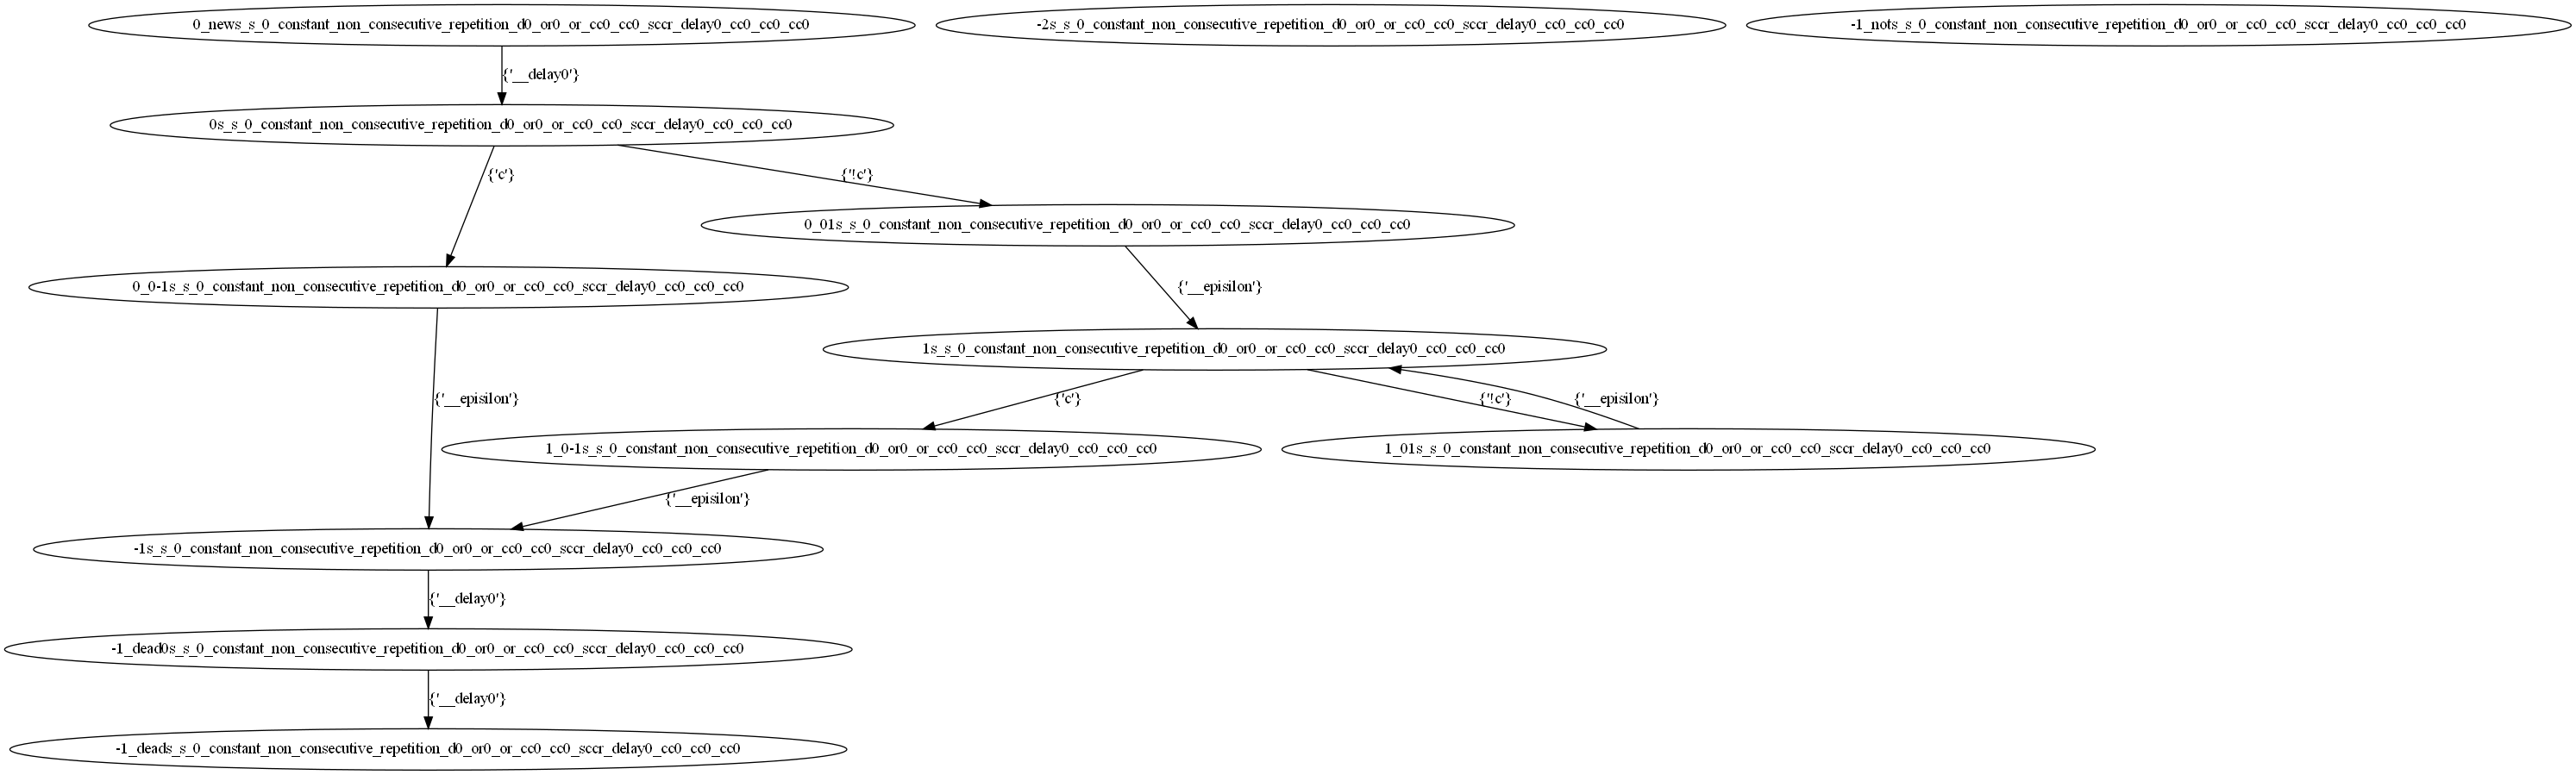 0_news_s_0_constant_non_consecutive_repetition_d0_or0_or_cc0_cc0_sccr_delay0_cc0_cc0_cc0
-2s_s_0_constant_non_consecutive_repetition_d0_or0_or_cc0_cc0_sccr_delay0_cc0_cc0_cc0
-1_nots_s_0_constant_non_consecutive_repetition_d0_or0_or_cc0_cc0_sccr_delay0_cc0_cc0_cc0
{'__delay0'}
0s_s_0_constant_non_consecutive_repetition_d0_or0_or_cc0_cc0_sccr_delay0_cc0_cc0_cc0
{'c'}
{'!c'}
0_01s_s_0_constant_non_consecutive_repetition_d0_or0_or_cc0_cc0_sccr_delay0_cc0_cc0_cc0
0_0-1s_s_0_constant_non_consecutive_repetition_d0_or0_or_cc0_cc0_sccr_delay0_cc0_cc0_cc0
{'__episilon'}
1s_s_0_constant_non_consecutive_repetition_d0_or0_or_cc0_cc0_sccr_delay0_cc0_cc0_cc0
{'__episilon'}
{'c'}
{'!c'}
{'__episilon'}
1_0-1s_s_0_constant_non_consecutive_repetition_d0_or0_or_cc0_cc0_sccr_delay0_cc0_cc0_cc0
1_01s_s_0_constant_non_consecutive_repetition_d0_or0_or_cc0_cc0_sccr_delay0_cc0_cc0_cc0
{'__episilon'}
-1s_s_0_constant_non_consecutive_repetition_d0_or0_or_cc0_cc0_sccr_delay0_cc0_cc0_cc0
{'__delay0'}
-1_dead0s_s_0_constant_non_consecutive_repetition_d0_or0_or_cc0_cc0_sccr_delay0_cc0_cc0_cc0
{'__delay0'}
-1_deads_s_0_constant_non_consecutive_repetition_d0_or0_or_cc0_cc0_sccr_delay0_cc0_cc0_cc0